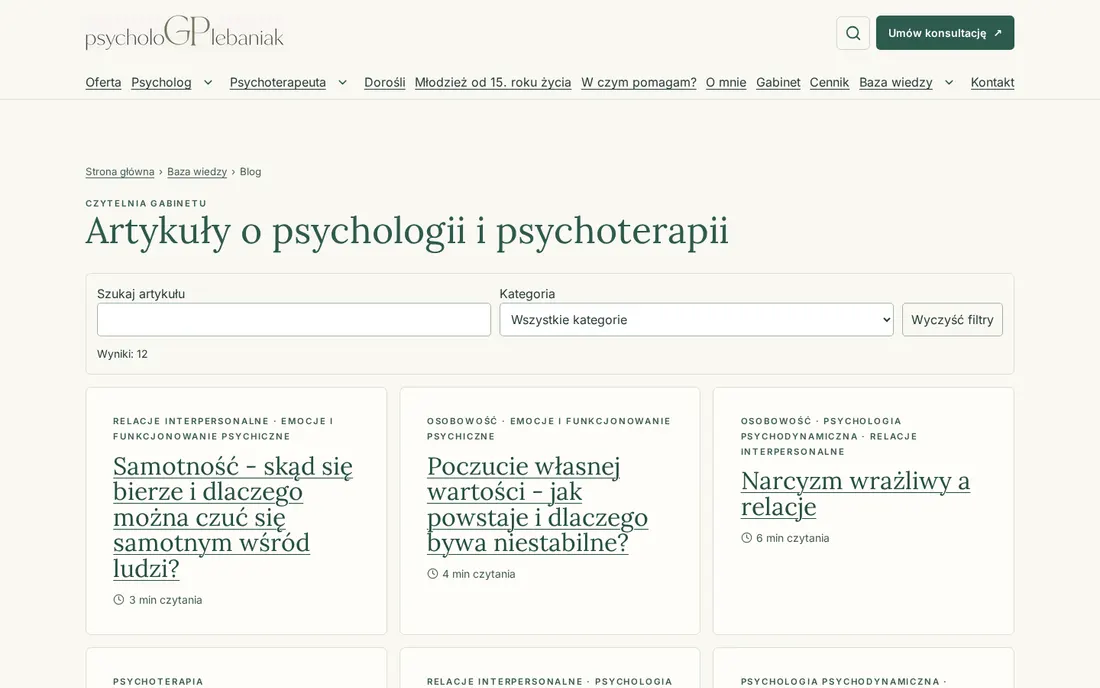 psycholoGPlebaniak
Umów konsultację ↗
Oferta Psycholog Psychoterapeuta Dorośli Młodzież od 15. roku życia W czym pomagam? O mnie Gabinet Cennik Baza wiedzy Kontakt
Strona główna › Baza wiedzy › Blog
CZYTELNIA GABINETU
Artykuły o psychologii i psychoterapii
Szukaj artykułu
Kategoria
Wszystkie kategorie
Wyczyść filtry
Wyniki: 12
RELACJE INTERPERSONALNE · EMOCJE I
FUNKCJONOWANIE PSYCHICZNE
Samotność - skąd się
bierze i dlaczego
można czuć się
samotnym wśród
ludzi?
3 min czytania
OSOBOWOŚĆ · EMOCJE I FUNKCJONOWANIE
PSYCHICZNE
Poczucie własnej
wartości - jak
powstaje i dlaczego
bywa niestabilne?
4 min czytania
OSOBOWOŚĆ · PSYCHOLOGIA
PSYCHODYNAMICZNA · RELACJE
INTERPERSONALNE
Narcyzm wrażliwy a
relacje
6 min czytania
PSYCHOTERAPIA
RELACJE INTERPERSONALNE · PSYCHOLOGIA
PSYCHOLOGIA PSYCHODYNAMICZNA ·